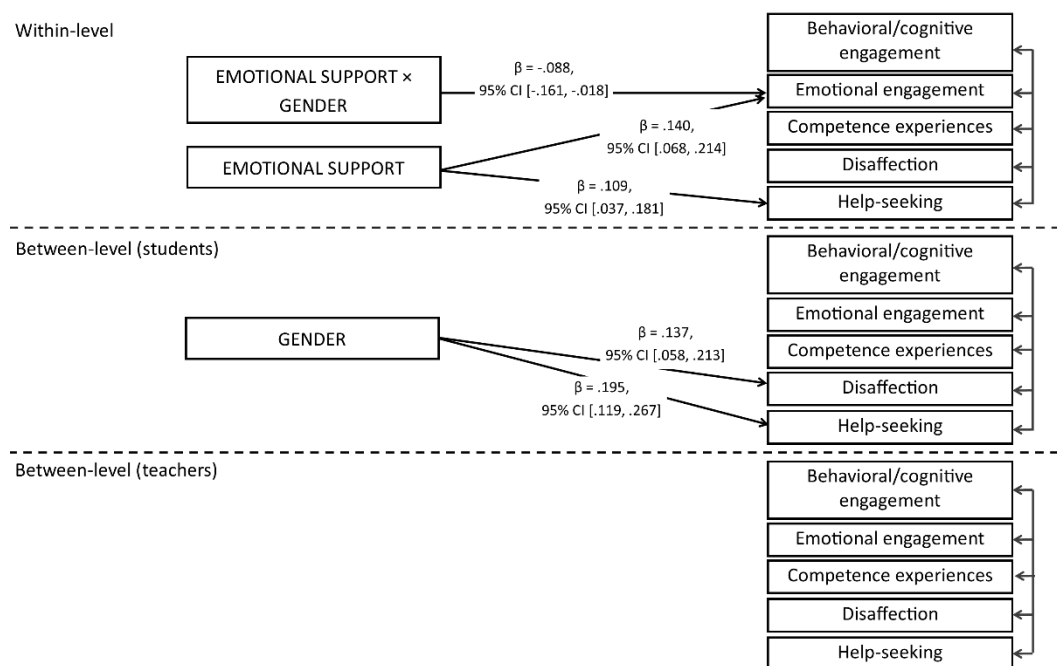 Within-level
EMOTIONAL SUPPORT ×
GENDER
EMOTIONAL SUPPORT
β = -.088,
95% CI [-.161, -.018]
β = .140,
95% CI [.068, .214]
β = .109,
95% CI [.037, .181]
Behavioral/cognitive
engagement
Emotional engagement
Competence experiences
Disaffection
Help-seeking
Between-level (students)
GENDER
β = .137,
95% CI [.058, .213]
β = .195,
95% CI [.119, .267]
Behavioral/cognitive
engagement
Emotional engagement
Competence experiences
Disaffection
Help-seeking
Between-level (teachers)
Behavioral/cognitive
engagement
Emotional engagement
Competence experiences
Disaffection
Help-seeking